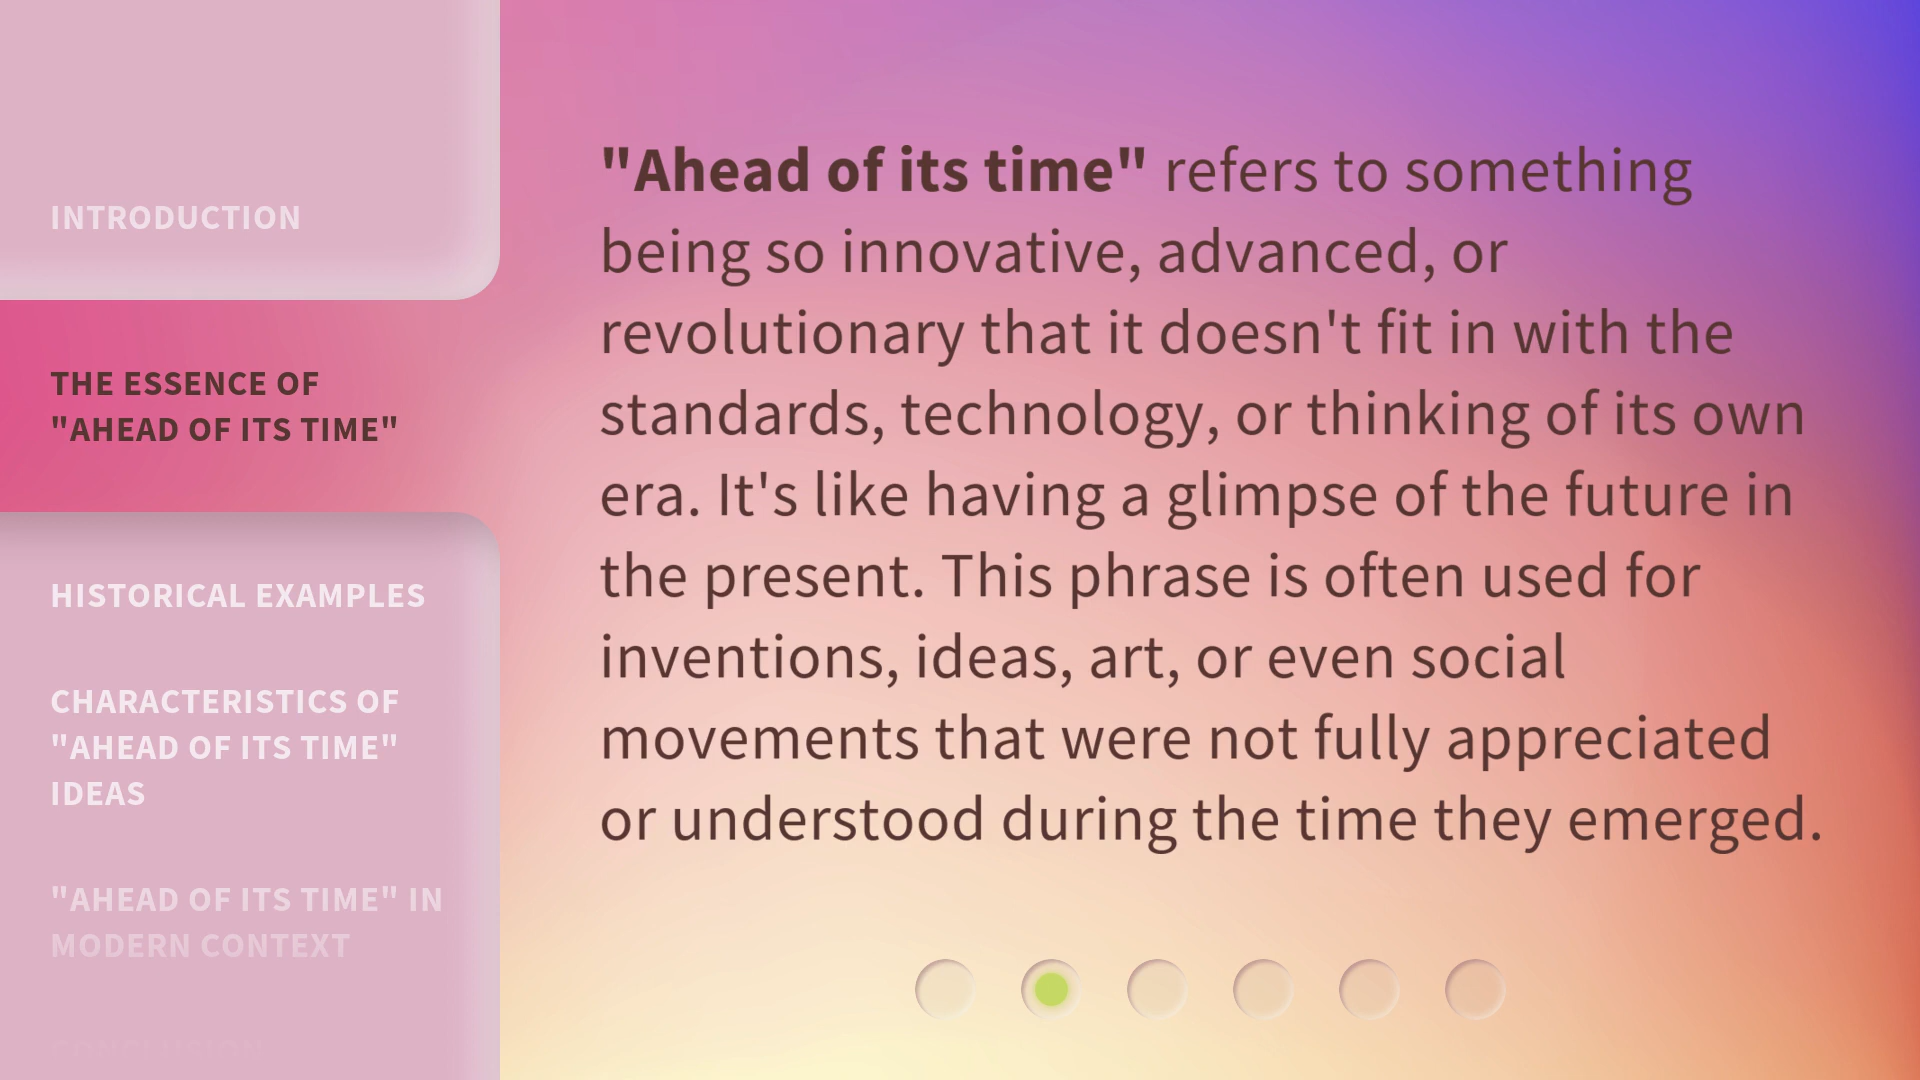 INTRODUCTION
THE ESSENCE OF
"AHEAD OF ITS TIME"
HISTORICAL EXAMPLES
CHARACTERISTICS OF
"AHEAD OF ITS TIME"
IDEAS
"AHEAD OF ITS TIME" IN
MODERN CONTEXT
CONCLUSION
"Ahead of its time" refers to something
being so innovative, advanced, or
revolutionary that it doesn't fit in with the
standards, technology, or thinking of its own
era. It's like having a glimpse of the future in
the present. This phrase is often used for
inventions, ideas, art, or even social
movements that were not fully appreciated
or understood during the time they emerged.